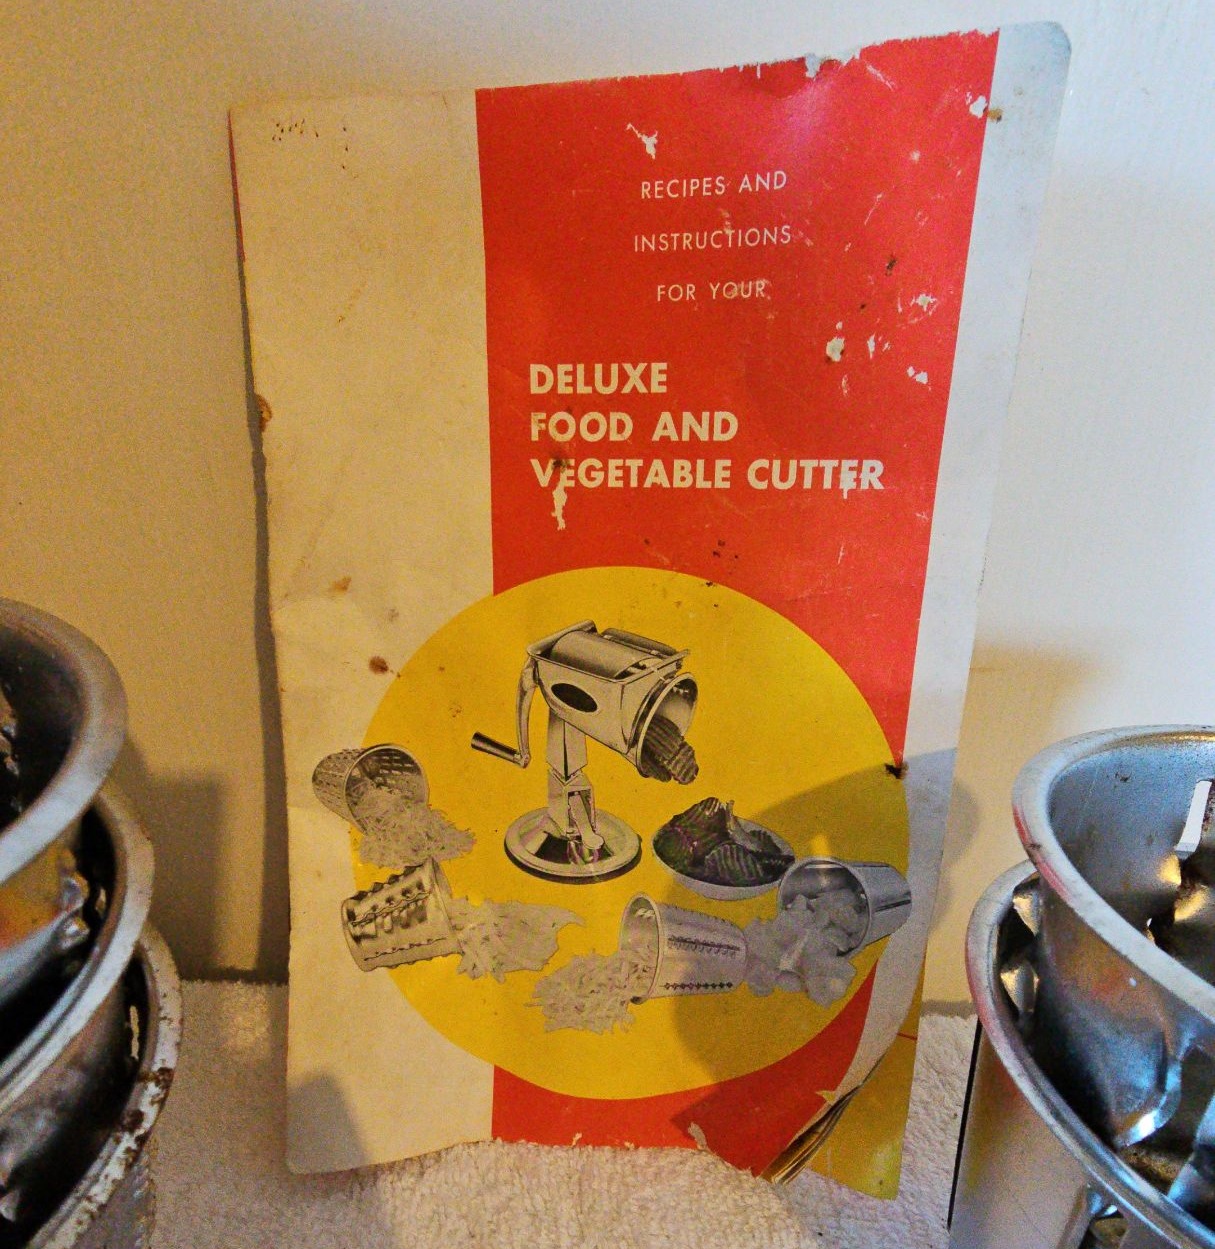 RECIPES AND
INSTRUCTIONS
FOR YOUR
DELUXE
FOOD AND
VEGETABLE CUTTER